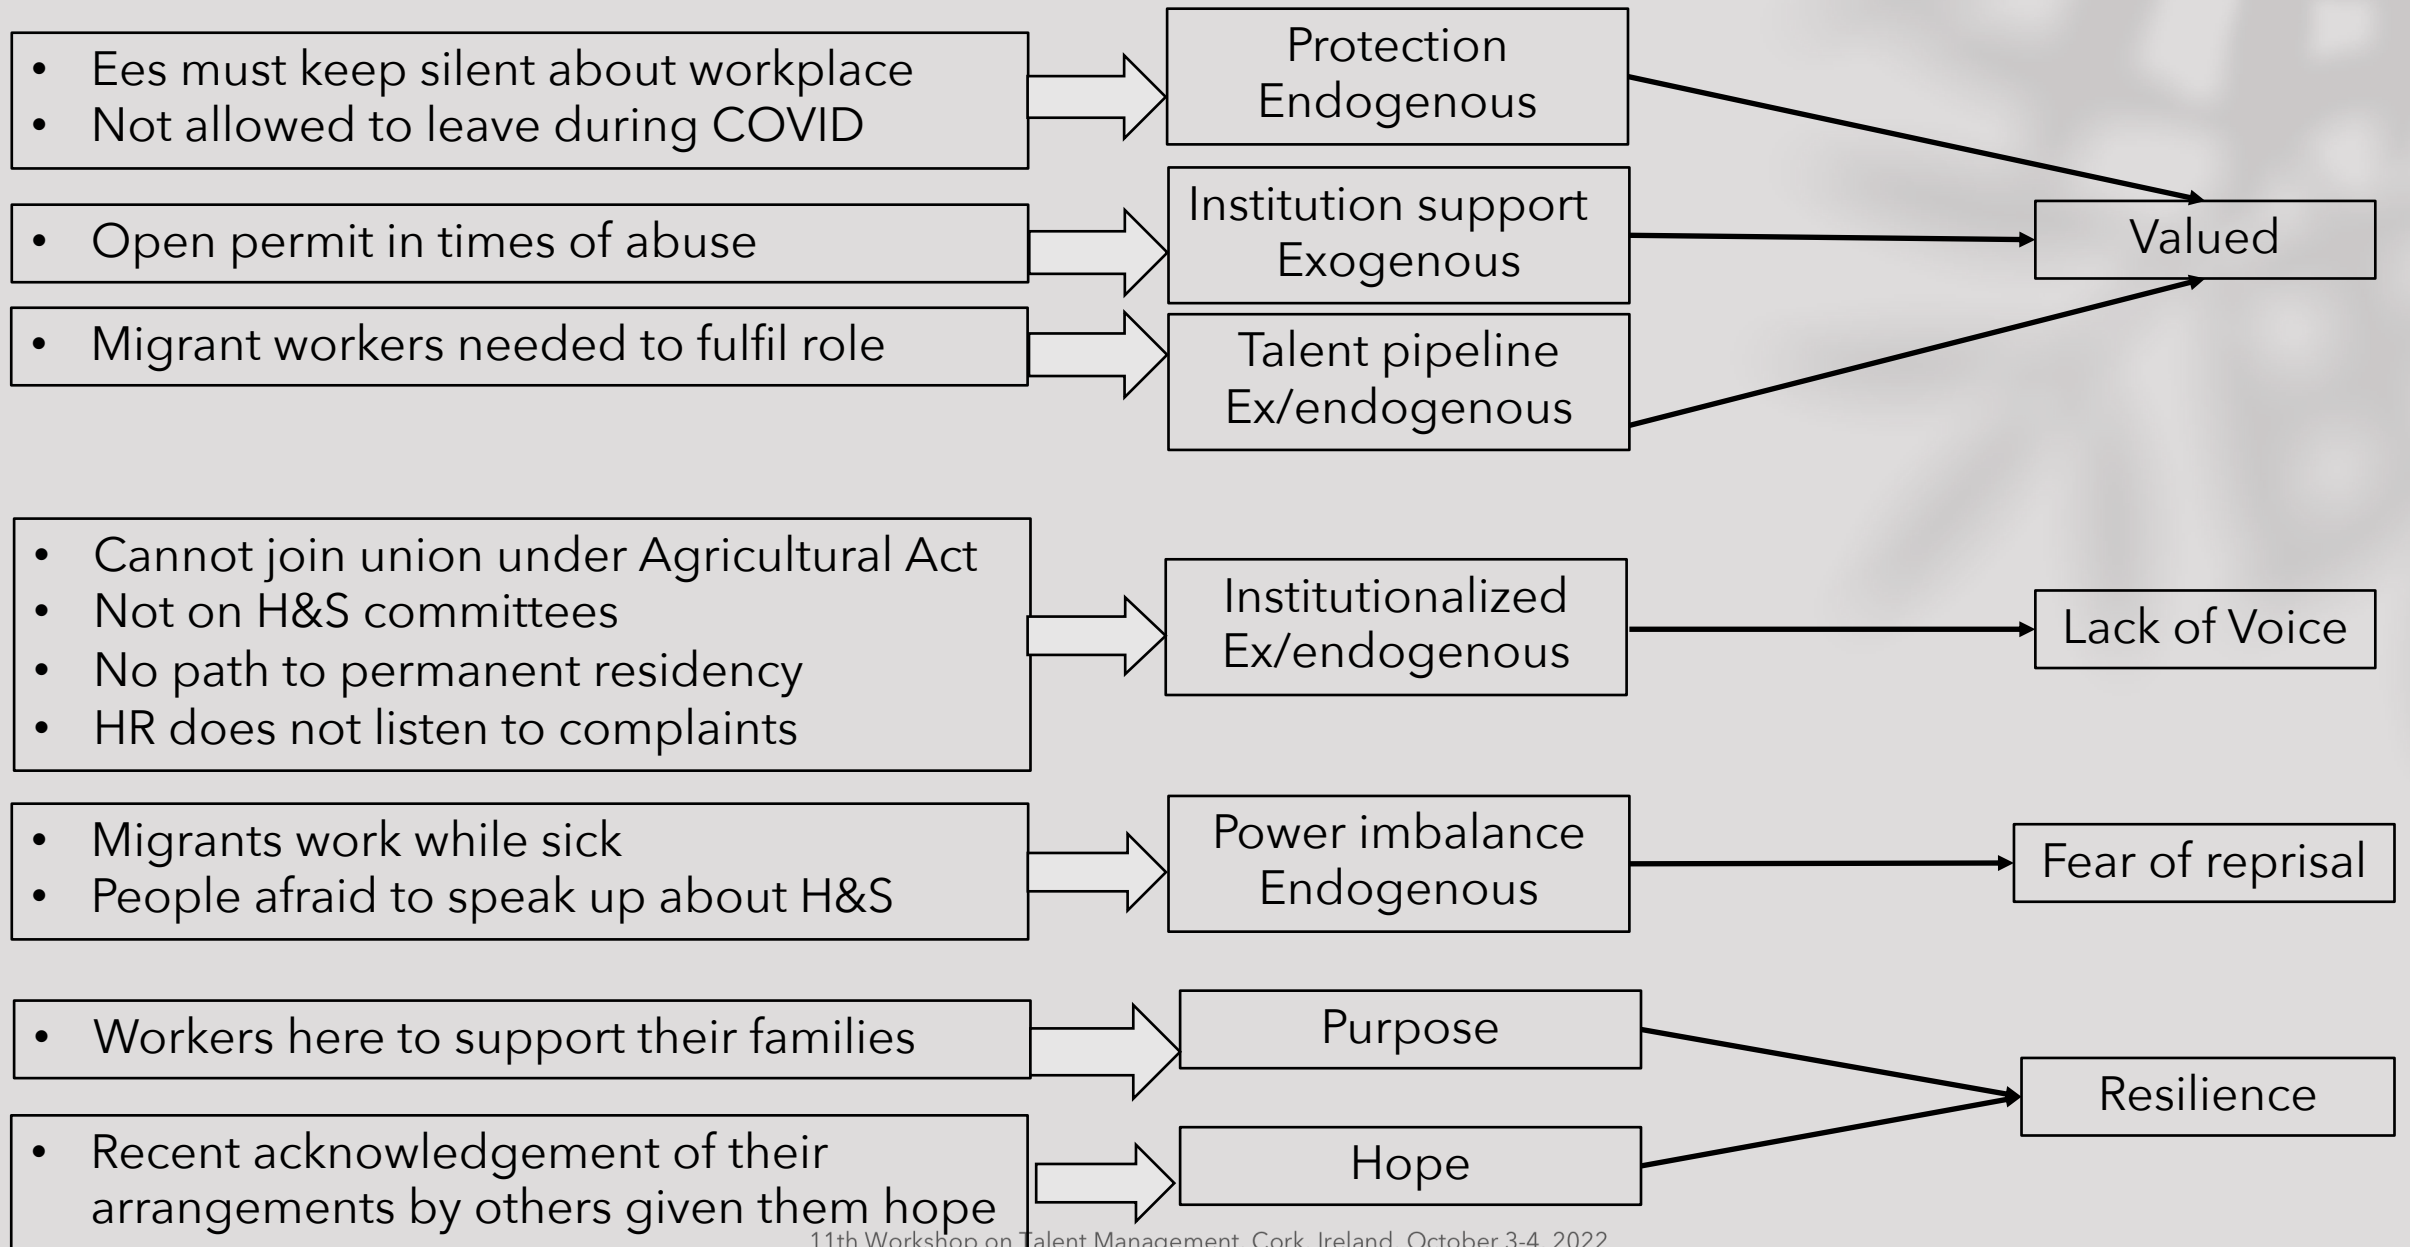 • Ees must keep silent about workplace
• Not allowed to leave during COVID
Protection
Endogenous
• Open permit in times of abuse
Institution support
Exogenous
• Migrant workers needed to fulfil role
Talent pipeline
Ex/endogenous
Valued
• Cannot join union under Agricultural Act
• Not on H&S committees
• No path to permanent residency
• HR does not listen to complaints
Institutionalized
Ex/endogenous
Lack of Voice
• Migrants work while sick
• People afraid to speak up about H&S
Power imbalance
Endogenous
Fear of reprisal
• Workers here to support their families
Purpose
• Recent acknowledgement of their
arrangements by others given them hope
Hope
Resilience
11th Workshop on Talent Management, Cork, Ireland, October 3-4, 2022